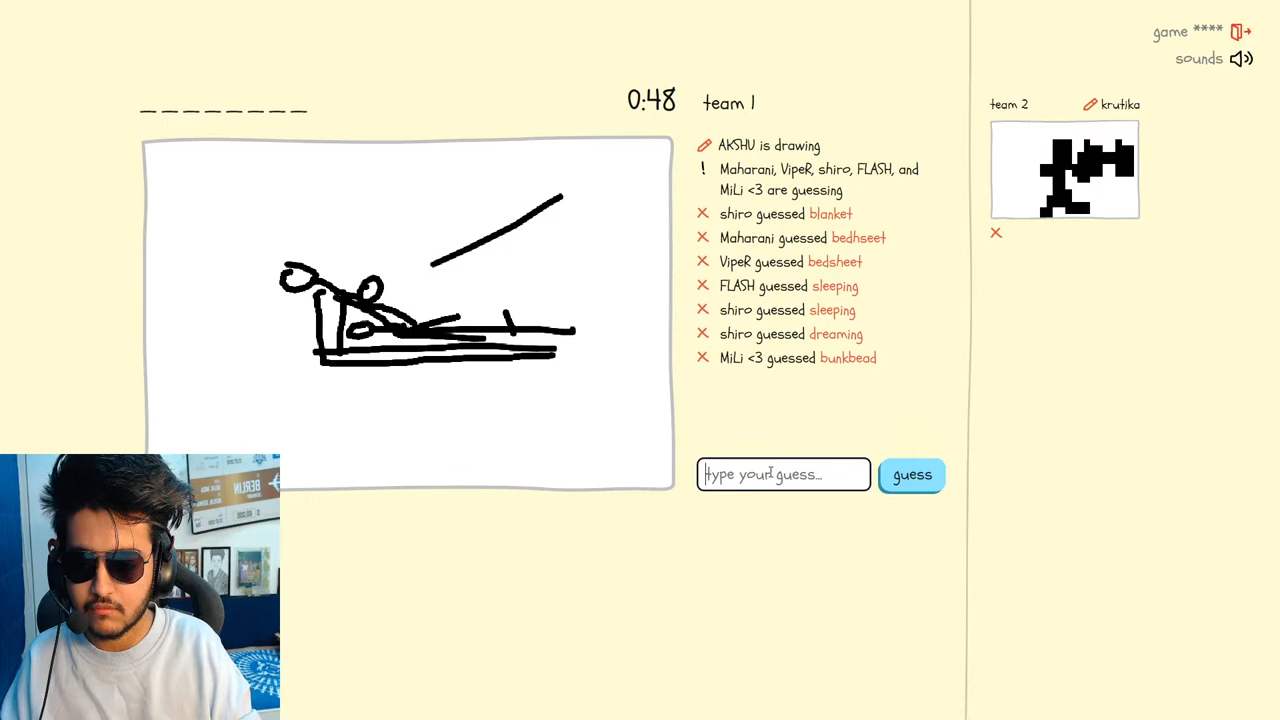 game ****
sounds
0:48
team 1
team 2
krutika
AKSHU is drawing
! Maharani, VipeR, shiro, FLASH, and
MiLi <3 are guessing
shiro guessed blanket
Maharani guessed bedhseet
VipeR guessed bedsheet
FLASH guessed sleeping
shiro guessed sleeping
shiro guessed dreaming
MiLi <3 guessed bunkbead
type your guess...
guess